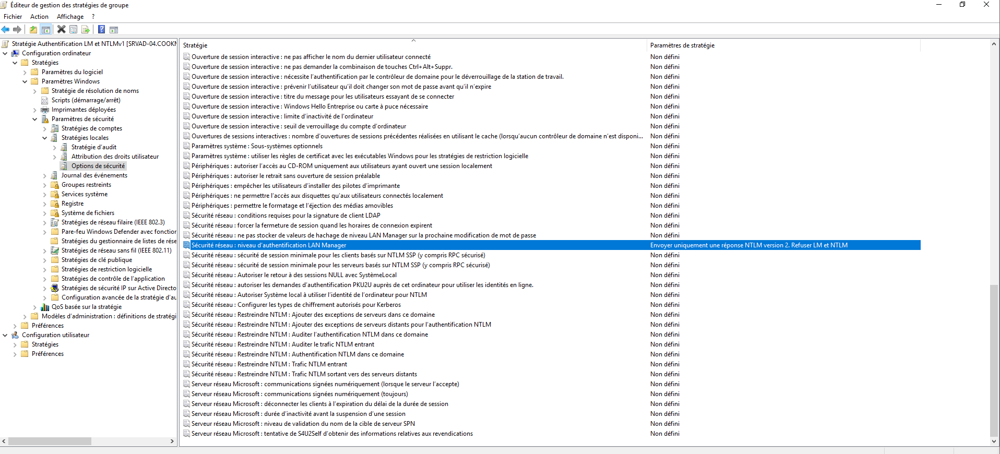 Éditeur de gestion des stratégies de groupe
Fichier Action Affichage ?
Stratégie Authentification LM et NTLMv1 [SRVAD-04.COOKM
Configuration ordinateur
Stratégies
Paramètres du logiciel
Paramètres Windows
Stratégie de résolution de noms
Scripts (démarrage/arrêt)
Imprimantes déployées
Paramètres de sécurité
Stratégies de comptes
Stratégies locales
Stratégie d'audit
Attribution des droits utilisateur
Options de sécurité
Journal des événements
Groupes restreints
Services système
Registre
Système de fichiers
Stratégies de réseau filaire (IEEE 802.3)
Pare-feu Windows Defender avec fonction
Stratégies du gestionnaire de listes de rése
Stratégies de réseau sans fil (IEEE 802.11)
Stratégies de clé publique
Stratégies de restriction logicielle
Stratégies de contrôle de l'application
Stratégies de sécurité IP sur Active Directo
Configuration avancée de la stratégie d'au
QoS basée sur la stratégie
Modèles d'administration : définitions de stratégi
Préférences
Configuration utilisateur
Stratégies
Préférences
Stratégie Paramètres de stratégie
Ouverture de session interactive : ne pas afficher le nom du dernier utilisateur connecté Non défini
Ouverture de session interactive : ne pas demander la combinaison de touches Ctrl+Alt+Suppr. Non défini
Ouverture de session interactive : nécessite l'authentification par le contrôleur de domaine pour le déverrouillage de la station de travail. Non défini
Ouverture de session interactive : prévenir l'utilisateur qu'il doit changer son mot de passe avant qu'il n'expire Non défini
Ouverture de session interactive : titre du message pour les utilisateurs essayant de se connecter Non défini
Ouverture de session interactive : Windows Hello Entreprise ou carte à puce nécessaire Non défini
Ouverture de session interactive : limite d'inactivité de l'ordinateur Non défini
Ouverture de session interactive : seuil de verrouillage du compte d'ordinateur Non défini
Ouvertures de sessions interactives : nombre d'ouvertures de sessions précédentes réalisées en utilisant le cache (lorsqu'aucun contrôleur de domaine n'est disponi... Non défini
Paramètres système : Sous-systèmes optionnels Non défini
Paramètres système : utiliser les règles de certificat avec les exécutables Windows pour les stratégies de restriction logicielle Non défini
Périphériques : autoriser l'accès au CD-ROM uniquement aux utilisateurs ayant ouvert une session localement Non défini
Périphériques : autoriser le retrait sans ouverture de session préalable Non défini
Périphériques : empêcher les utilisateurs d'installer des pilotes d'imprimante Non défini
Périphériques : ne permettre l'accès aux disquettes qu'aux utilisateurs connectés localement Non défini
Périphériques : permettre le formatage et l'éjection des médias amovibles Non défini
Sécurité réseau : conditions requises pour la signature de client LDAP Non défini
Sécurité réseau : forcer la fermeture de session quand les horaires de connexion expirent Non défini
Sécurité réseau : ne pas stocker de valeurs de hachage de niveau LAN Manager sur la prochaine modification de mot de passe Non défini
Sécurité réseau : niveau d'authentification LAN Manager Envoyer uniquement une réponse NTLM version 2. Refuser LM et NTLM
Sécurité réseau : sécurité de session minimale pour les clients basés sur NTLM SSP (y compris RPC sécurisé) Non défini
Sécurité réseau : sécurité de session minimale pour les serveurs basés sur NTLM SSP (y compris RPC sécurisé) Non défini
Sécurité réseau : Autoriser le retour à des sessions NULL avec SystèmeLocal Non défini
Sécurité réseau : autoriser les demandes d'authentification PKU2U auprès de cet ordinateur pour utiliser les identités en ligne. Non défini
Sécurité réseau : Autoriser Système local à utiliser l'identité de l'ordinateur pour NTLM Non défini
Sécurité réseau : Configurer les types de chiffrement autorisés pour Kerberos Non défini
Sécurité réseau : Restreindre NTLM : Ajouter des exceptions de serveurs dans ce domaine Non défini
Sécurité réseau : Restreindre NTLM : Ajouter des exceptions de serveurs distants pour l'authentification NTLM Non défini
Sécurité réseau : Restreindre NTLM : Auditer l'authentification NTLM dans ce domaine Non défini
Sécurité réseau : Restreindre NTLM : Auditer le trafic NTLM entrant Non défini
Sécurité réseau : Restreindre NTLM : Authentification NTLM dans ce domaine Non défini
Sécurité réseau : Restreindre NTLM : Trafic NTLM entrant Non défini
Sécurité réseau : Restreindre NTLM : Trafic NTLM sortant vers des serveurs distants Non défini
Serveur réseau Microsoft : communications signées numériquement (lorsque le serveur l'accepte) Non défini
Serveur réseau Microsoft : communications signées numériquement (toujours) Non défini
Serveur réseau Microsoft : déconnecter les clients à l'expiration du délai de la durée de session Non défini
Serveur réseau Microsoft : durée d'inactivité avant la suspension d'une session Non défini
Serveur réseau Microsoft : niveau de validation du nom de la cible de serveur SPN Non défini
Serveur réseau Microsoft : tentative de S4U2Self d'obtenir des informations relatives aux revendications Non défini